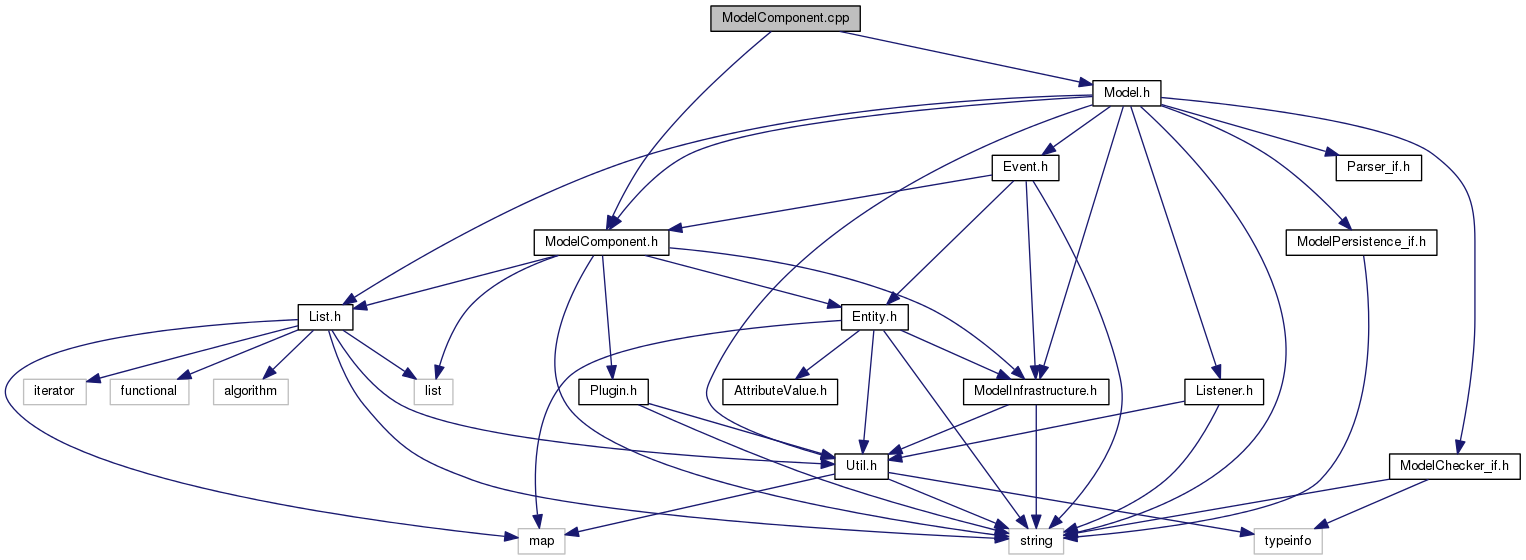 ModelComponent.cpp
Model.h
Event.h
Parser_if.h
ModelComponent.h
ModelPersistence_if.h
List.h
Entity.h
iterator
functional
algorithm
list
Plugin.h
AttributeValue.h
ModelInfrastructure.h
Listener.h
Util.h
ModelChecker_if.h
map
string
typeinfo